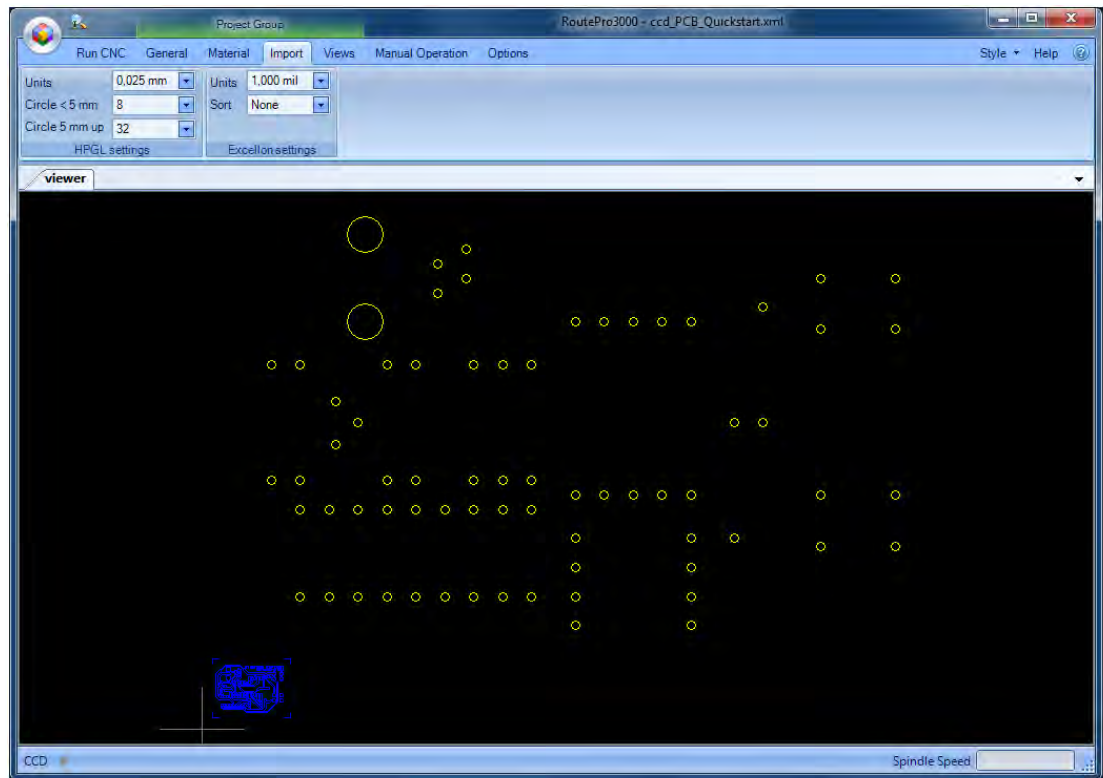 Project Group RoutePro3000 - ccd_PCB_Quickstart.xml
Run CNC General Material Import Views Manual Operation Options Style Help
Units 0,025 mm Units 1,000 mil
Circle < 5 mm 8 Sort None
Circle 5 mm up 32
HPGL settings Excellon settings
viewer
CCD Spindle Speed